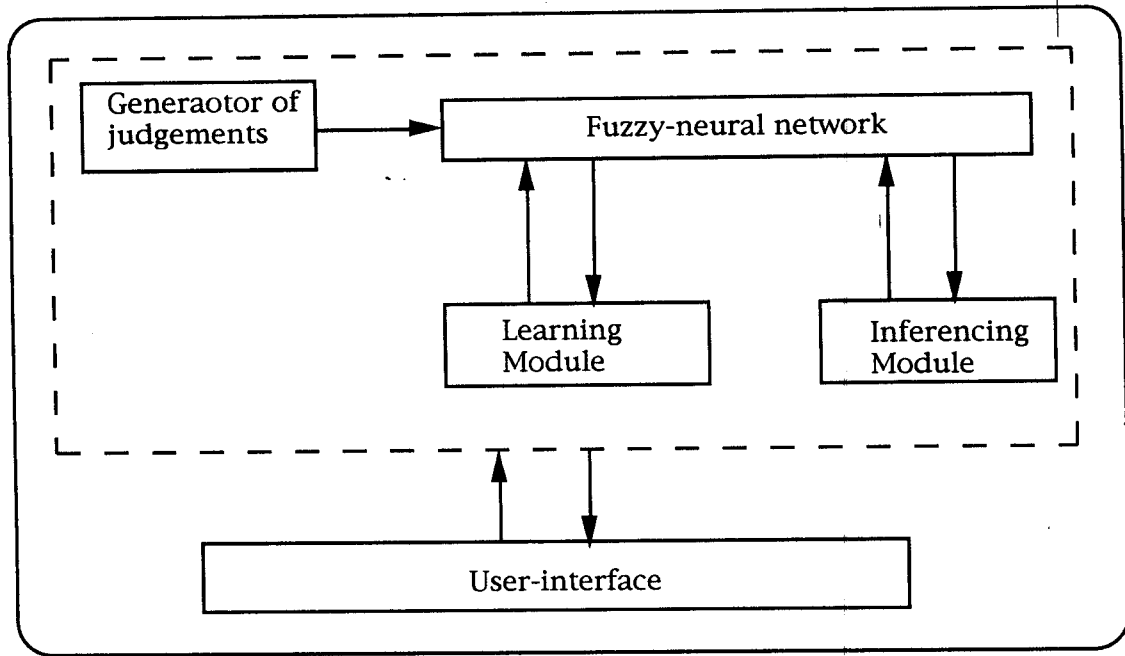 Generaotor of
judgements
Fuzzy-neural network
Learning
Module
Inferencing
Module
User-interface